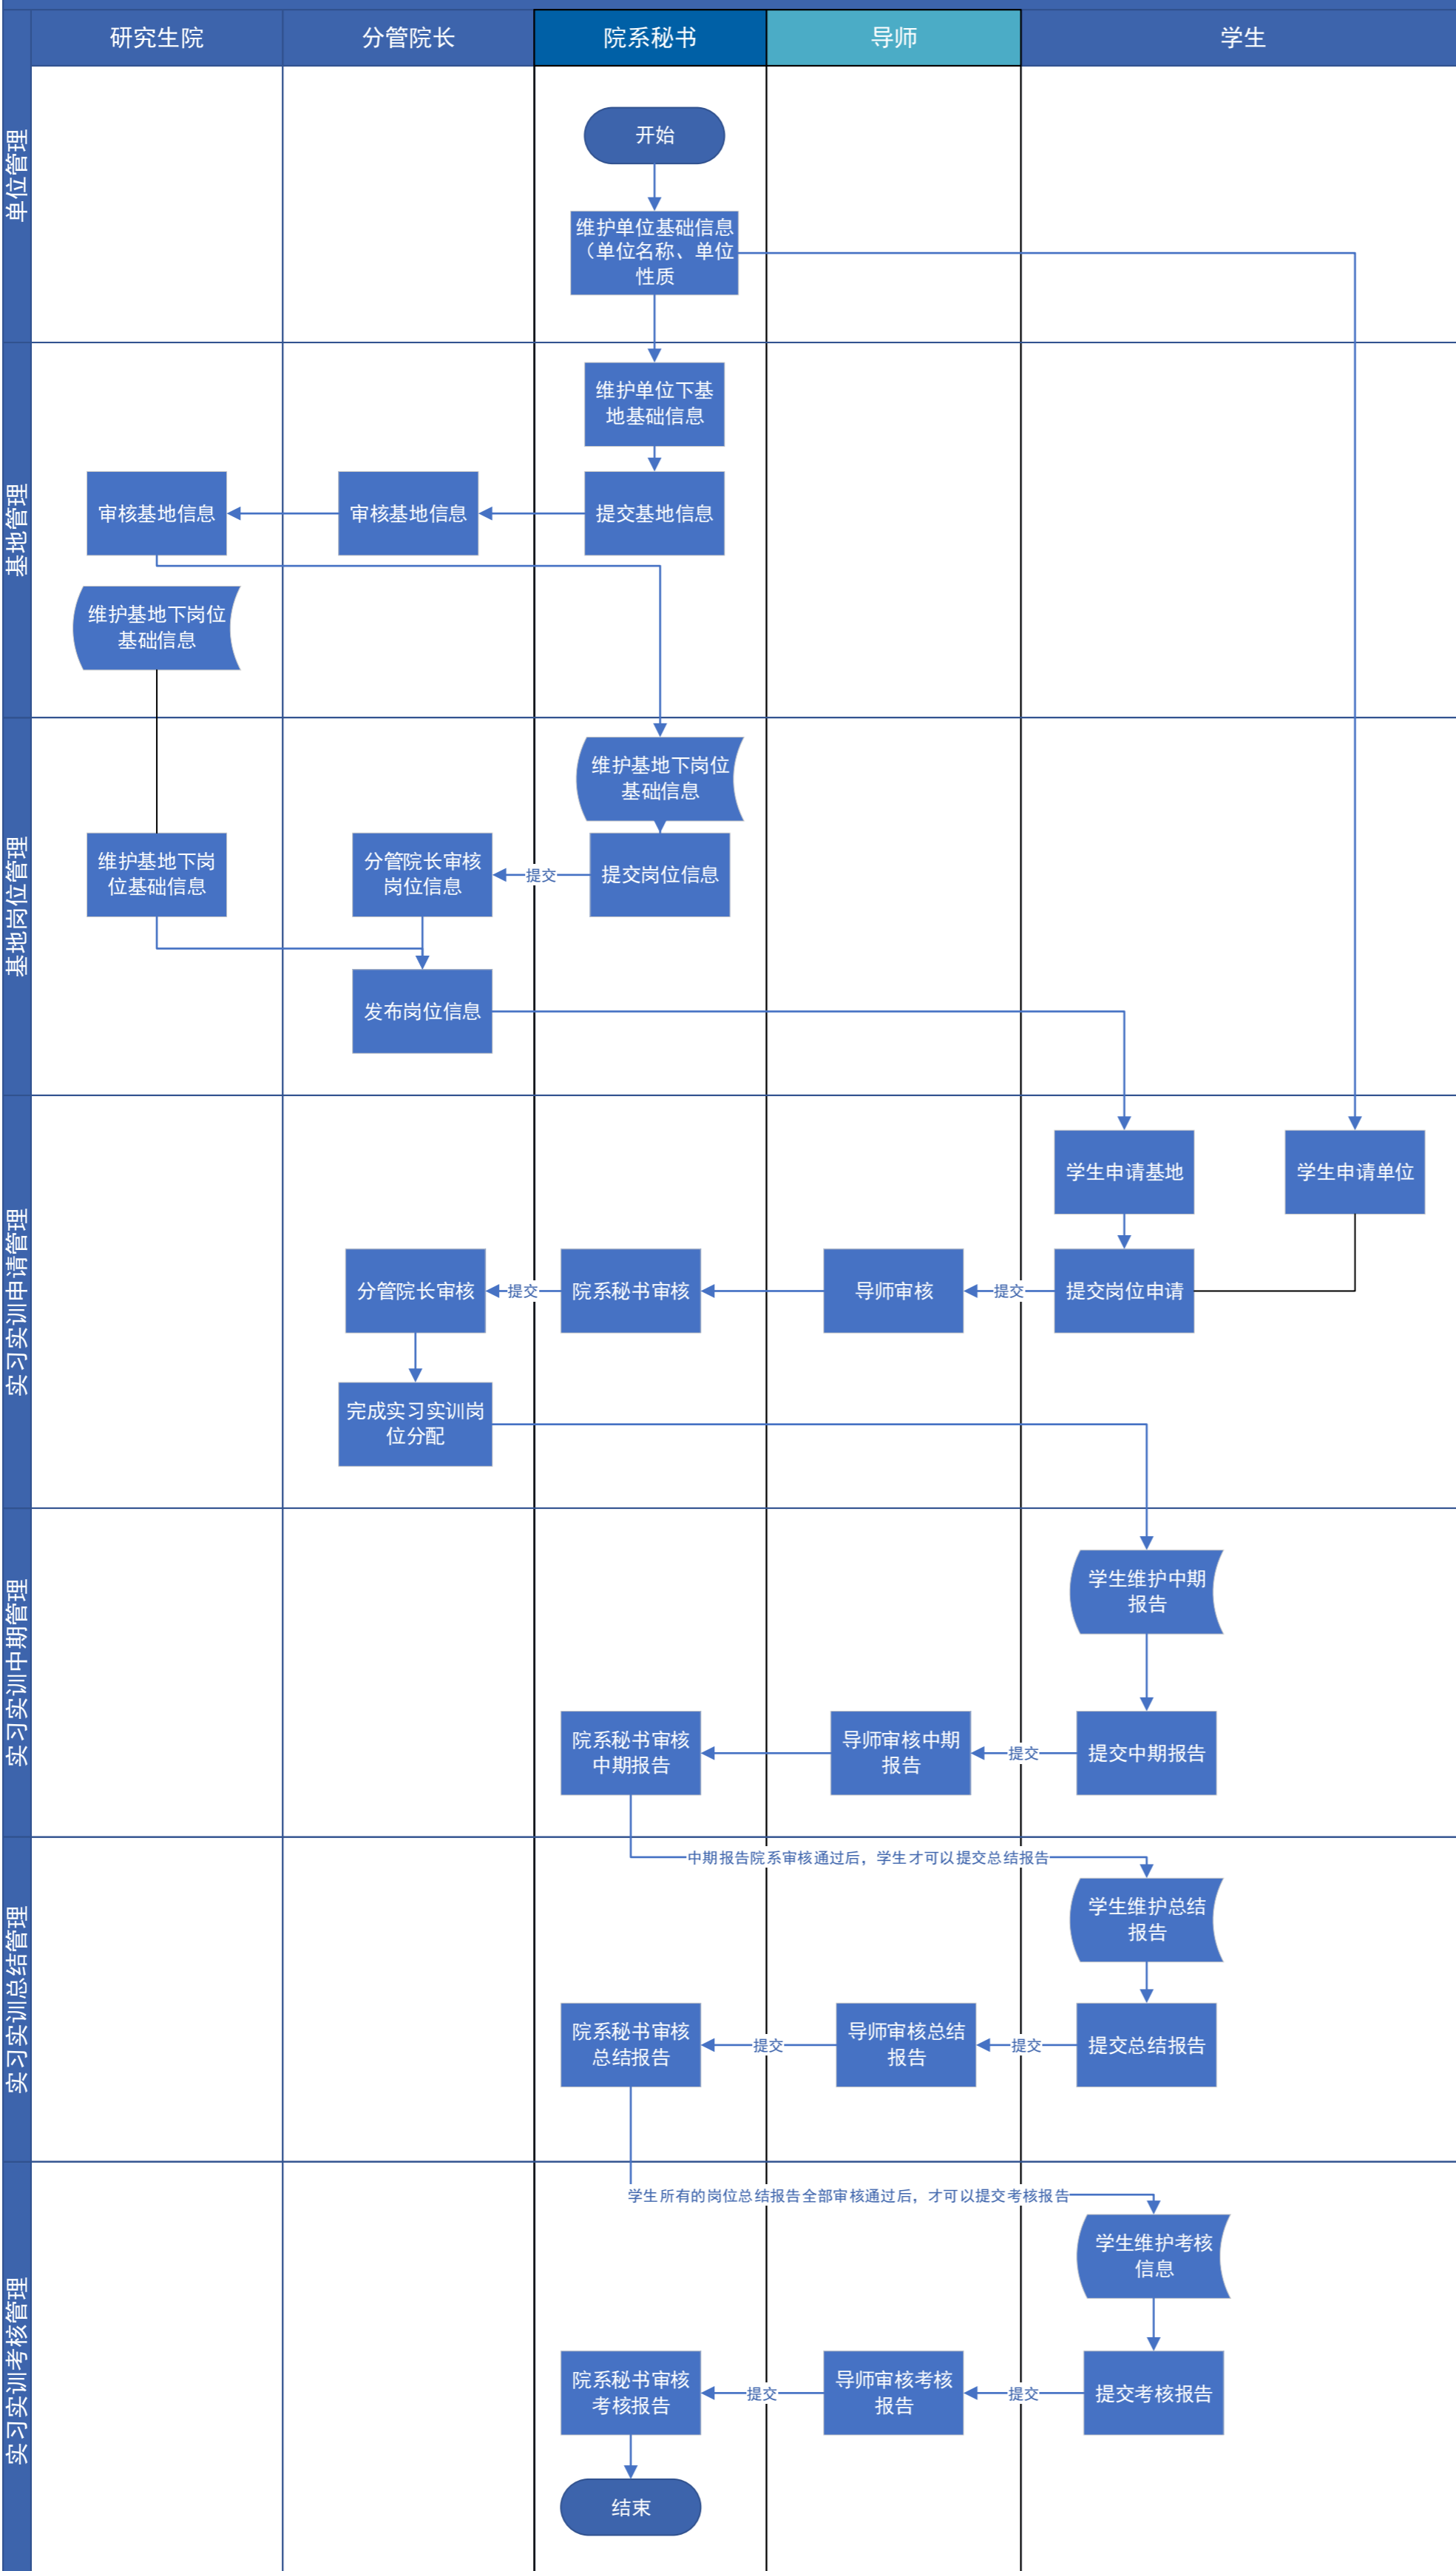 研究生院
分管院长
院系秘书
导师
学生
单位管理
开始
维护单位基础信息
（单位名称、单位
性质
基地管理
维护单位下基
地基础信息
审核基地信息
审核基地信息
提交基地信息
维护基地下岗位
基础信息
基地岗位管理
维护基地下岗位
基础信息
维护基地下岗
位基础信息
分管院长审核
岗位信息
提交
提交岗位信息
发布岗位信息
实习实训申请管理
学生申请基地
学生申请单位
分管院长审核
提交
院系秘书审核
导师审核
提交
提交岗位申请
完成实习实训岗
位分配
实习实训中期管理
学生维护中期
报告
院系秘书审核
中期报告
导师审核中期
报告
提交
提交中期报告
实习实训总结管理
中期报告院系审核通过后，学生才可以提交总结报告
学生维护总结
报告
院系秘书审核
总结报告
提交
导师审核总结
报告
提交
提交总结报告
实习实训考核管理
学生所有的岗位总结报告全部审核通过后，才可以提交考核报告
学生维护考核
信息
院系秘书审核
考核报告
提交
导师审核考核
报告
提交
提交考核报告
结束